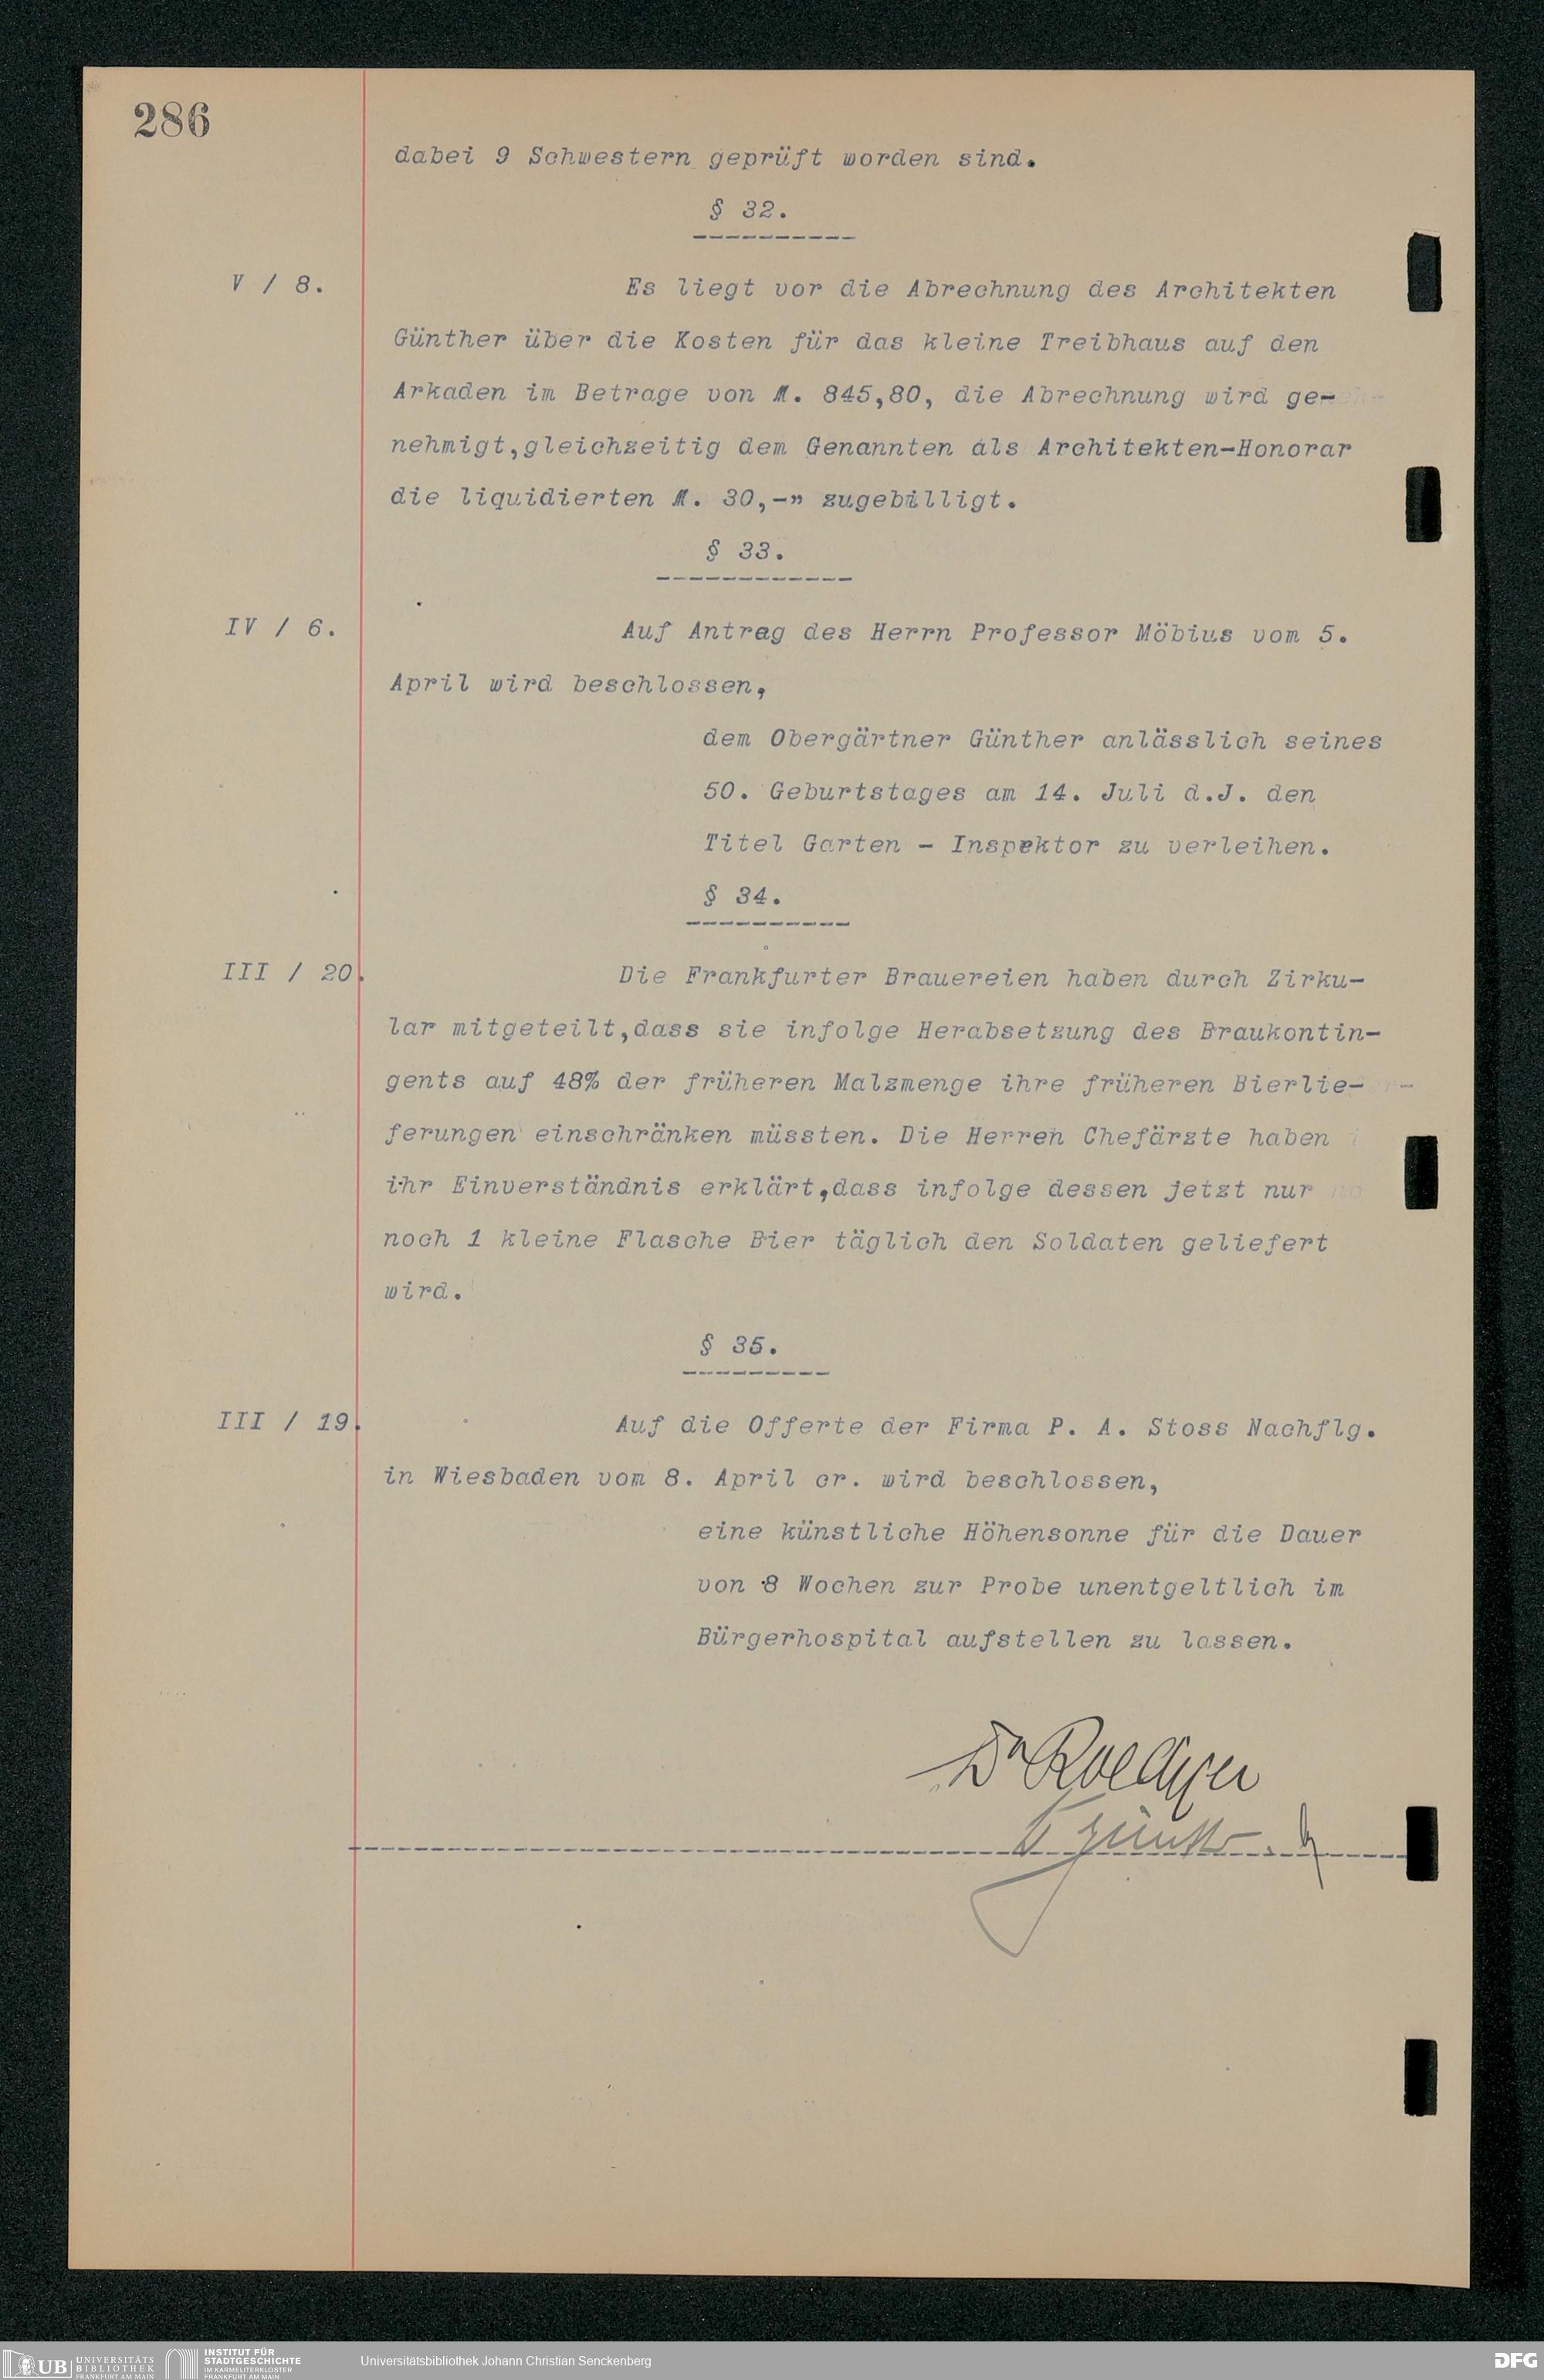 286
dabei 9 Schwestern geprüft worden sind.
§ 32.
V / 8.
Es liegt vor die Abrechnung des Architekten
Günther über die Kosten für das kleine Treibhaus auf den
Arkaden im Betrage von M. 845,80, die Abrechnung wird ge-
nehmigt,gleichzeitig dem Genannten als Architekten-Honorar
die liquidierten M. 30,-" zugebilligt.
§ 33.
IV / 6.
Auf Antrag des Herrn Professor Möbius vom 5.
April wird beschlossen,
dem Obergärtner Günther anlässlich seines
50. Geburtstages am 14. Juli d.J. den
Titel Garten - Inspektor zu verleihen.
§ 34.
III / 20.
Die Frankfurter Brauereien haben durch Zirku-
lar mitgeteilt,dass sie infolge Herabsetzung des Braukontin-
gents auf 48% der früheren Malzmenge ihre früheren Bierlie-
ferungen einschränken müssten. Die Herren Chefärzte haben
ihr Einverständnis erklärt,dass infolge dessen jetzt nur
noch 1 kleine Flasche Bier täglich den Soldaten geliefert
wird.
§ 35.
III / 19.
Auf die Offerte der Firma P. A. Stoss Nachflg.
in Wiesbaden vom 8. April cr. wird beschlossen,
eine künstliche Höhensonne für die Dauer
von 8 Wochen zur Probe unentgeltlich im
Bürgerhospital aufstellen zu lassen.
Dr Roediger
UB UNIVERSITÄTS
BIBLIOTHEK
FRANKFURT AM MAIN
INSTITUT FÜR
STADTGESCHICHTE
IM KARMELITERKLOSTER
FRANKFURT AM MAIN
Universitätsbibliothek Johann Christian Senckenberg
DFG